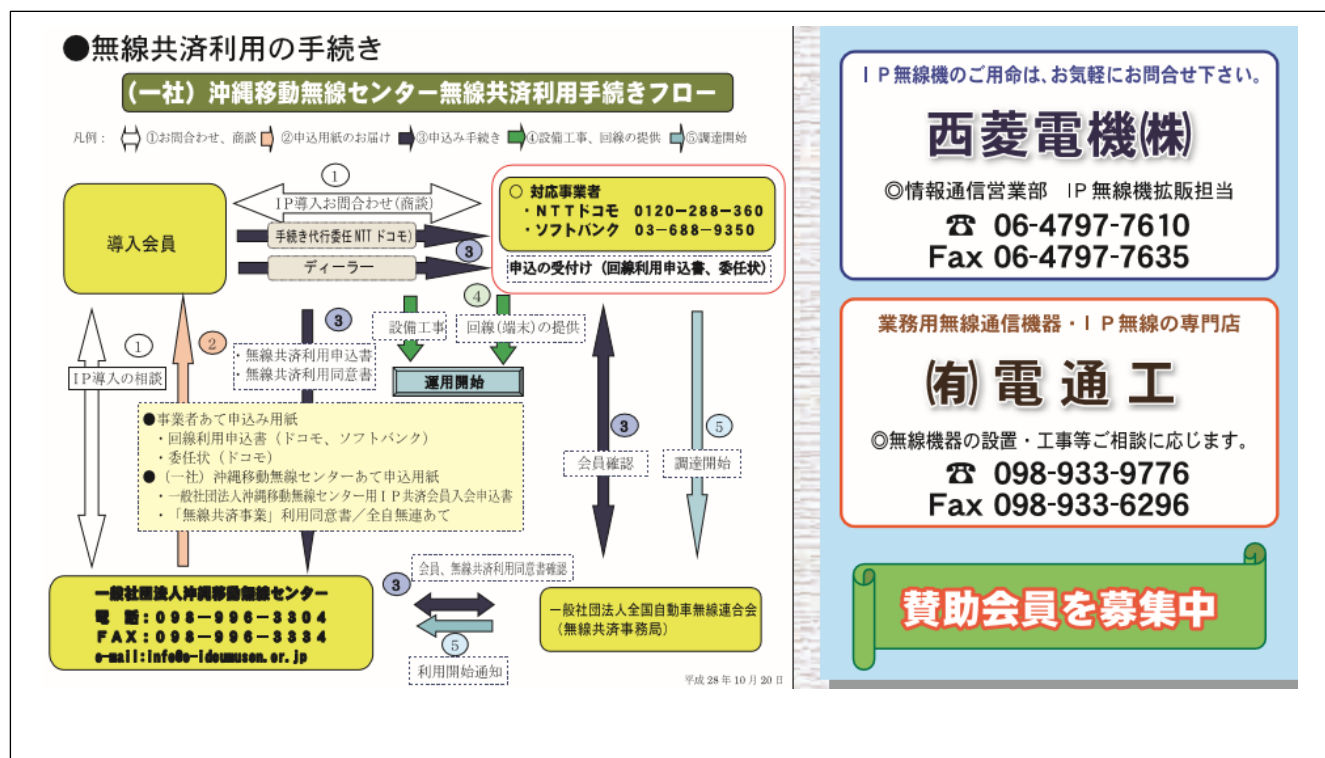 ●無線共済利用の手続き
(一社)沖縄移動無線センター無線共済利用手続きフロー
凡例： ①お問合わせ、商談 ②申込用紙のお届け ③申込み手続き ④設備工事、回線の提供 ⑤調達開始
①
IP導入お問合わせ(商談)
導入会員
手続き代行委任NTTドコモ)
ディーラー
③
○ 対応事業者
・NTTドコモ 0120−288−360
・ソフトバンク 03−688−9350
申込の受付け（回線利用申込書、委任状）
①
IP導入の相談
②
③
・無線共済利用申込書
・無線共済利用同意書
④
設備工事
回線(端末)の提供
運用開始
●事業者あて申込み用紙
・回線利用申込書（ドコモ、ソフトバンク）
・委任状（ドコモ）
●（一社）沖縄移動無線センターあて申込用紙
・一般社団法人沖縄移動無線センター用IP共済会員入会申込書
・「無線共済事業」利用同意書／全自無連あて
③
会員確認
⑤
調達開始
一般社団法人沖縄移動無線センター
電 話：098−996−3304
FAX：098−996−3334
会員、無線共済利用同意書確認
③
⑤
利用開始通知
一般社団法人全国自動車無線連合会
（無線共済事務局）
平成28年10月20日
IP無線機のご用命は、お気軽にお問合せ下さい。
西菱電機㈱
◎情報通信営業部 IP無線機拡販担当
☎ 06-4797-7610
Fax 06-4797-7635
業務用無線通信機器・IP無線の専門店
㈲電通工
◎無線機器の設置・工事等ご相談に応じます。
☎ 098-933-9776
Fax 098-933-6296
賛助会員を募集中